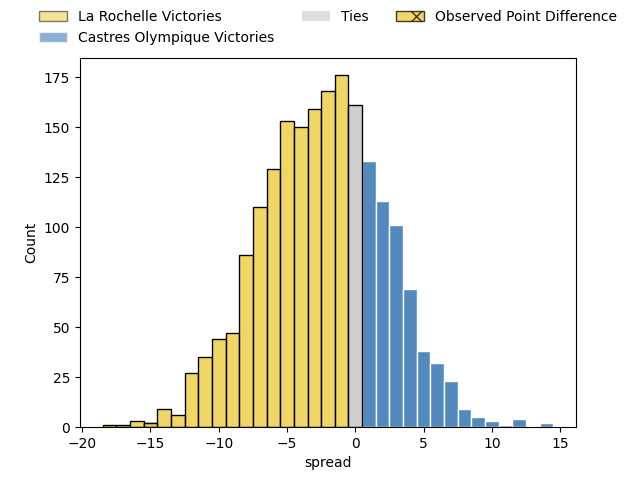 La Rochelle Victories
Castres Olympique Victories
Ties
Observed Point Difference
175
150
125
100
75
50
25
0
Count
−20
−15
−10
−5
0
5
10
15
spread